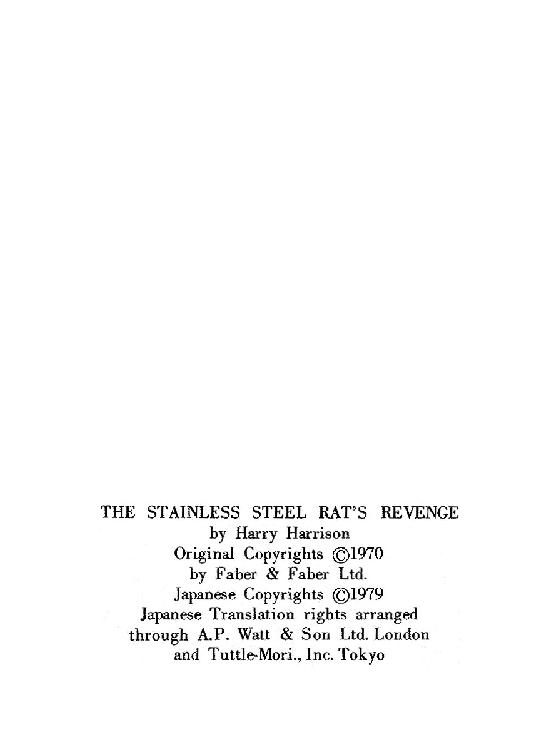 THE STAINLESS STEEL RAT'S REVENGE
by Harry Harrison
Original Copyrights ©1970
by Faber & Faber Ltd.
Japanese Copyrights ©1979
Japanese Translation rights arranged
through A.P. Watt & Son Ltd. London
and Tuttle-Mori., Inc. Tokyo